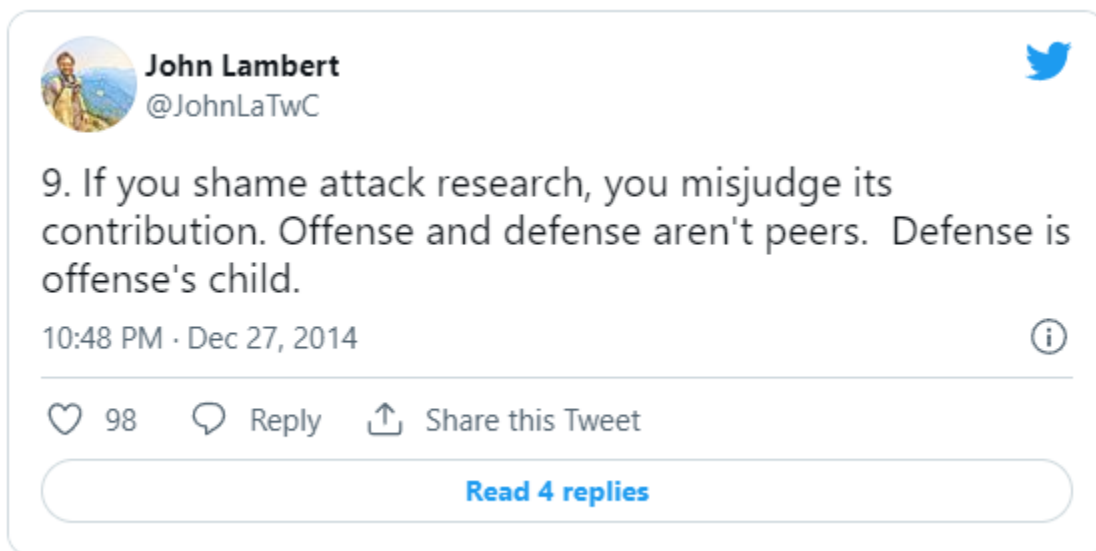 John Lambert
@JohnLaTwC
9. If you shame attack research, you misjudge its
contribution. Offense and defense aren't peers.  Defense is
offense's child.
10:48 PM · Dec 27, 2014
98 Reply Share this Tweet
Read 4 replies